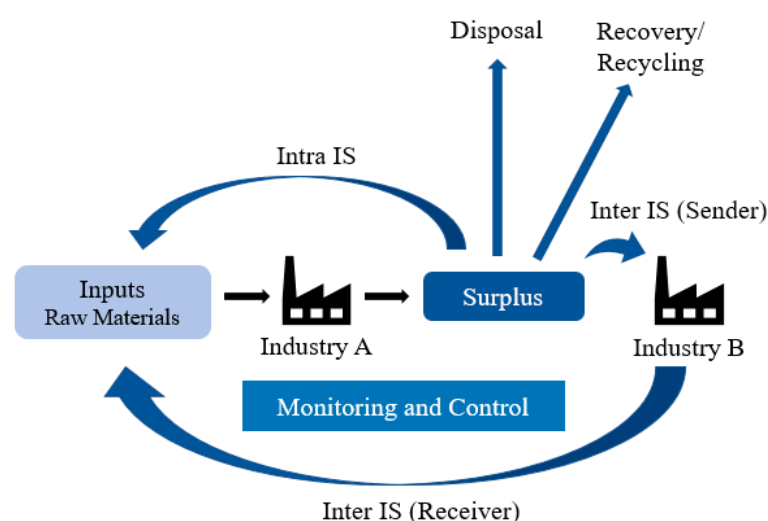 Disposal
Recovery/
Recycling
Intra IS
Inter IS (Sender)
Inputs
Raw Materials
Surplus
Industry A
Industry B
Monitoring and Control
Inter IS (Receiver)